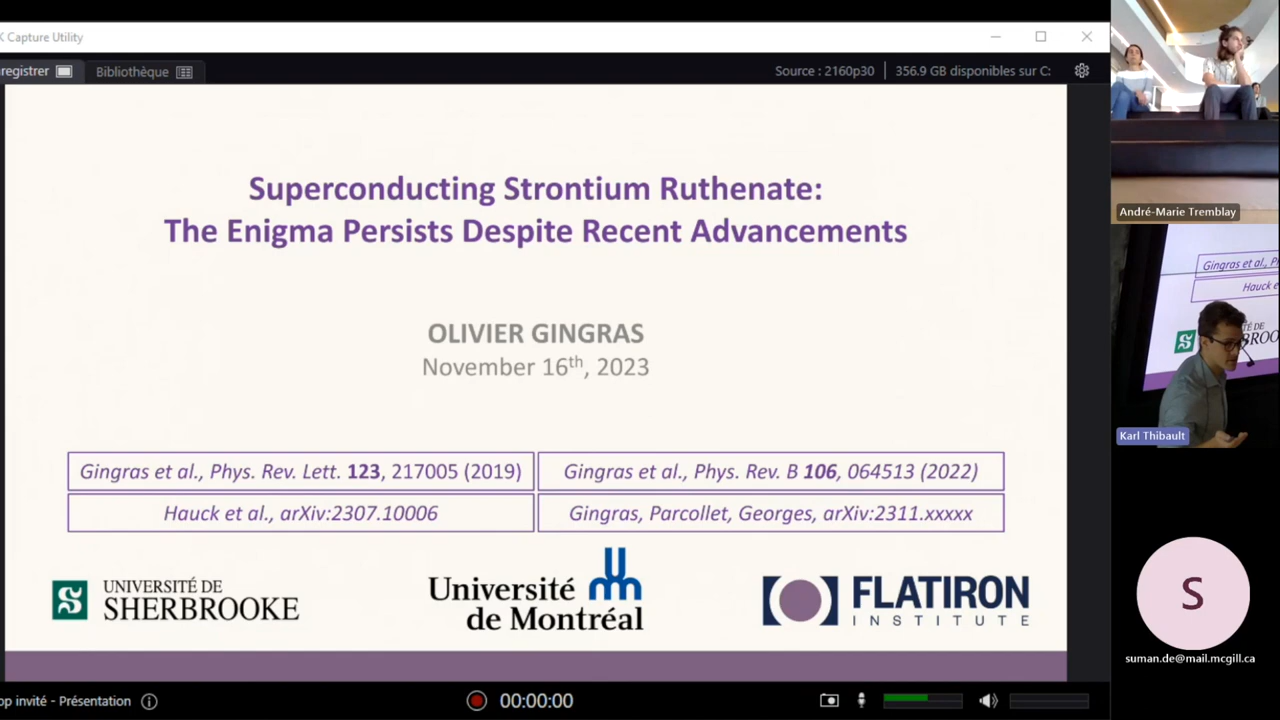 Capture Utility
nregistrer
Bibliothèque
Source : 2160p30
356.9 GB disponibles sur C:
Superconducting Strontium Ruthenate:
The Enigma Persists Despite Recent Advancements
OLIVIER GINGRAS
November 16th, 2023
Gingras et al., Phys. Rev. Lett. 123, 217005 (2019)
Gingras et al., Phys. Rev. B 106, 064513 (2022)
Hauck et al., arXiv:2307.10006
Gingras, Parcollet, Georges, arXiv:2311.xxxxx
UNIVERSITÉ DE
SHERBROOKE
Université
de Montréal
FLATIRON
INSTITUTE
op invité - Présentation
00:00:00
André-Marie Tremblay
Gingras et al., P
Hauck e
Karl Thibault
S
suman.de@mail.mcgill.ca